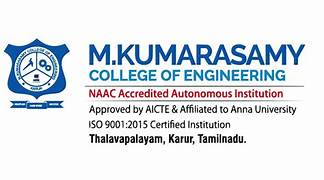 M.KUMARASAMY
COLLEGE OF ENGINEERING
NAAC Accredited Autonomous Institution
Approved by AICTE & Affiliated to Anna University
ISO 9001:2015 Certified Institution
Thalavapalayam, Karur, Tamilnadu.
M.KUMARASAMY COLLEGE OF ENGINEERING
KARUR